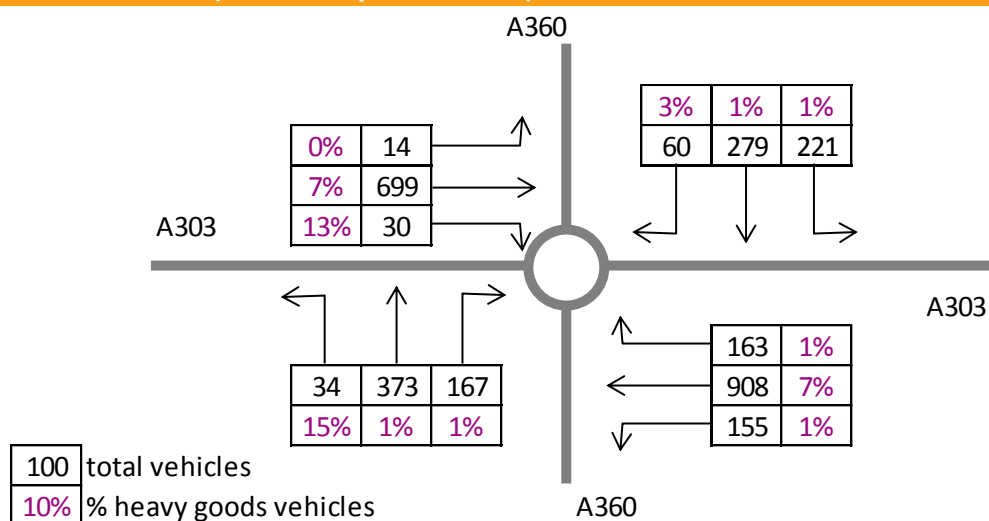 A360
3% 1% 1%
60 279 221
0% 14
7% 699
13% 30
A303
A303
163 1%
908 7%
155 1%
34 373 167
15% 1% 1%
100 total vehicles
10% % heavy goods vehicles
A360